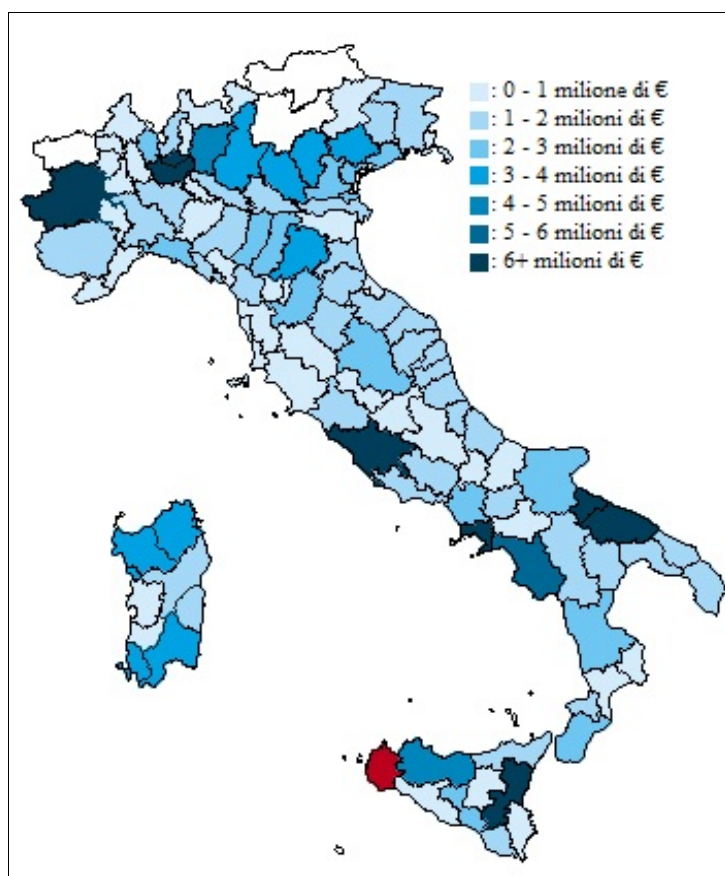 : 0 - 1 milione di €
: 1 - 2 milioni di €
: 2 - 3 milioni di €
: 3 - 4 milioni di €
: 4 - 5 milioni di €
: 5 - 6 milioni di €
: 6+ milioni di €